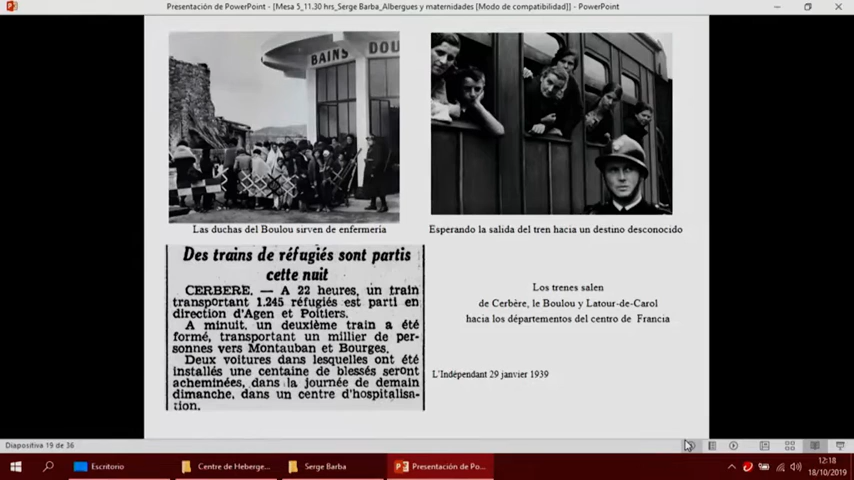 Presentación de PowerPoint - [Mesa 5_11.30 hrs_Serge Barba_Albergues y maternidades [Modo de compatibilidad]] - PowerPoint
BAINS DOU
Las duchas del Boulou sirven de enfermería
Esperando la salida del tren hacia un destino desconocido
Des trains de réfugiés sont partis
cette nuit
CERBERE. — A 22 heures, un train
transportant 1.245 réfugiés est parti en
direction d'Agen et Poitiers.
A minuit, un deuxième train a été
formé, transportant un millier de per-
sonnes vers Montauban et Bourges.
Deux voitures dans lesquelles ont été
installés une centaine de blessés seront
acheminées, dans la journée de demain
dimanche, dans un centre d'hospitalisa-
tion.
Los trenes salen
de Cerbère, le Boulou y Latour-de-Carol
hacia los départementos del centro de Francia
L'Indépendant 29 janvier 1939
Diapositiva 19 de 36
Escritorio
Centre de Heberge...
Serge Barba
Presentación de Po...
12:18
18/10/2019